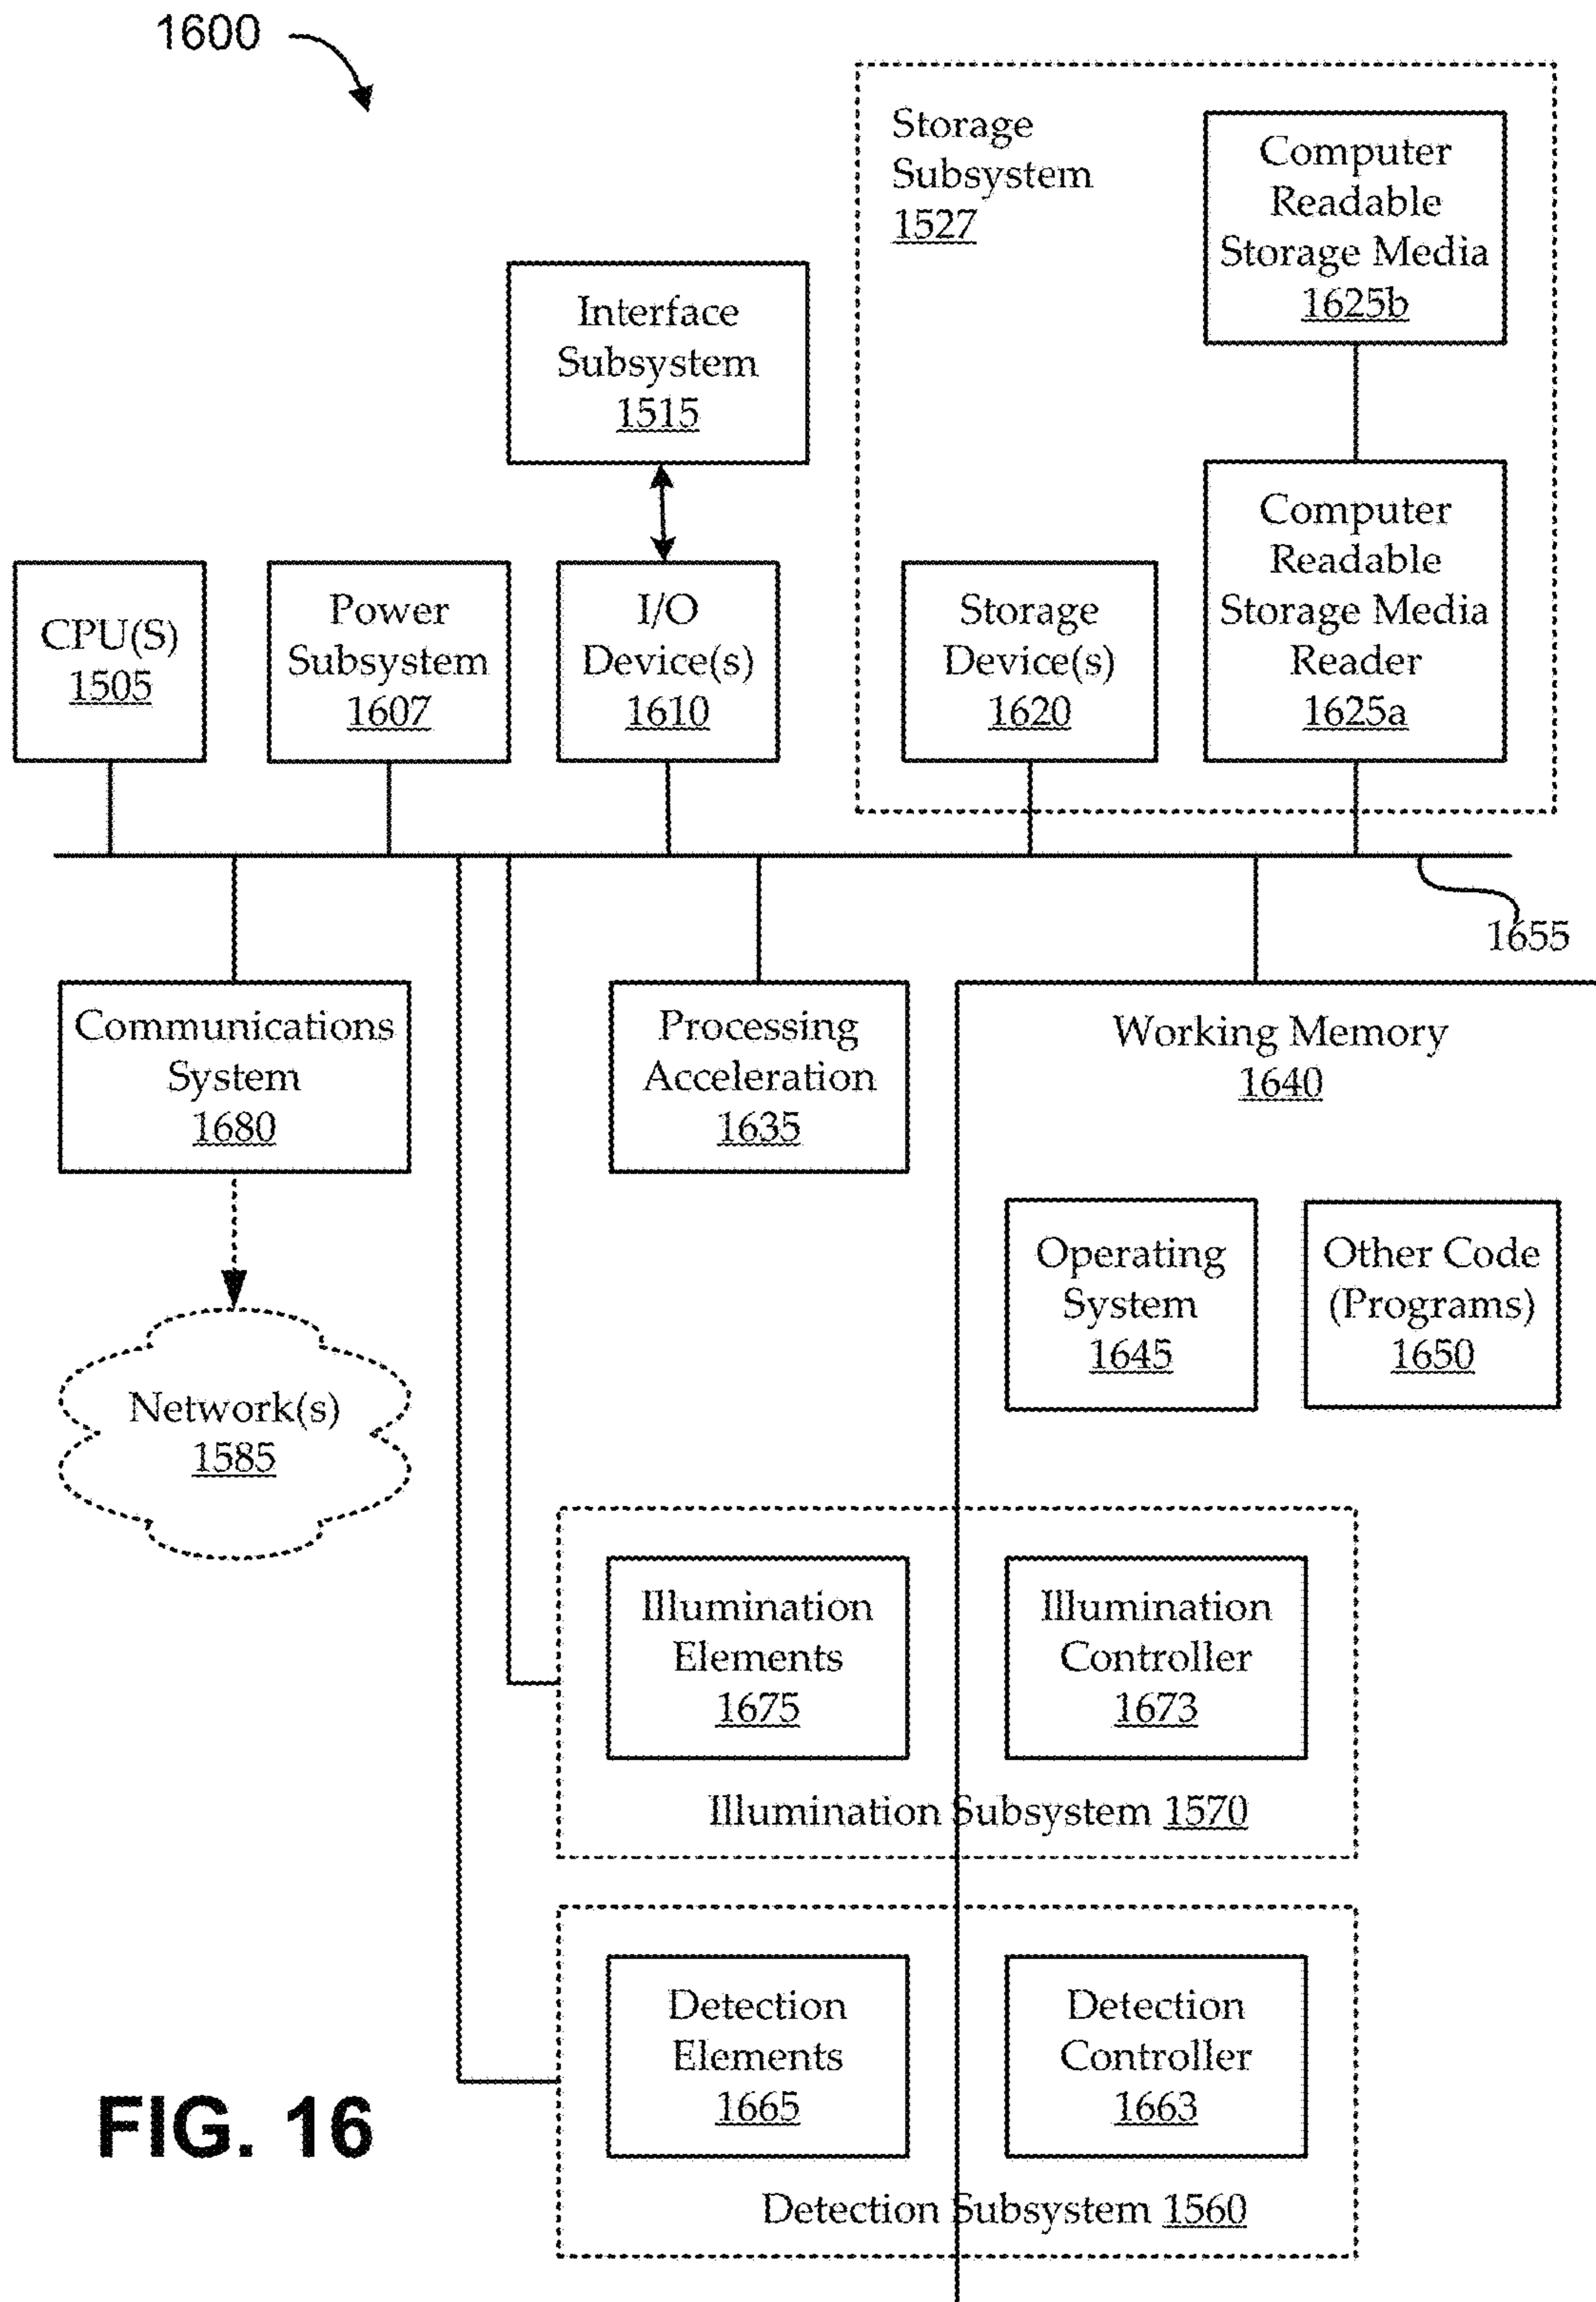 1600
Storage
Subsystem
1527
Computer
Readable
Storage Media
1625b
Interface
Subsystem
1515
CPU(S)
1505
Power
Subsystem
1607
I/O
Device(s)
1610
Storage
Device(s)
1620
Computer
Readable
Storage Media
Reader
1625a
1655
Communications
System
1680
Processing
Acceleration
1635
Working Memory
1640
Operating
System
1645
Other Code
(Programs)
1650
Network(s)
1585
Illumination
Elements
1675
Illumination
Controller
1673
Illumination Subsystem 1570
Detection
Elements
1665
Detection
Controller
1663
Detection Subsystem 1560
FIG. 16